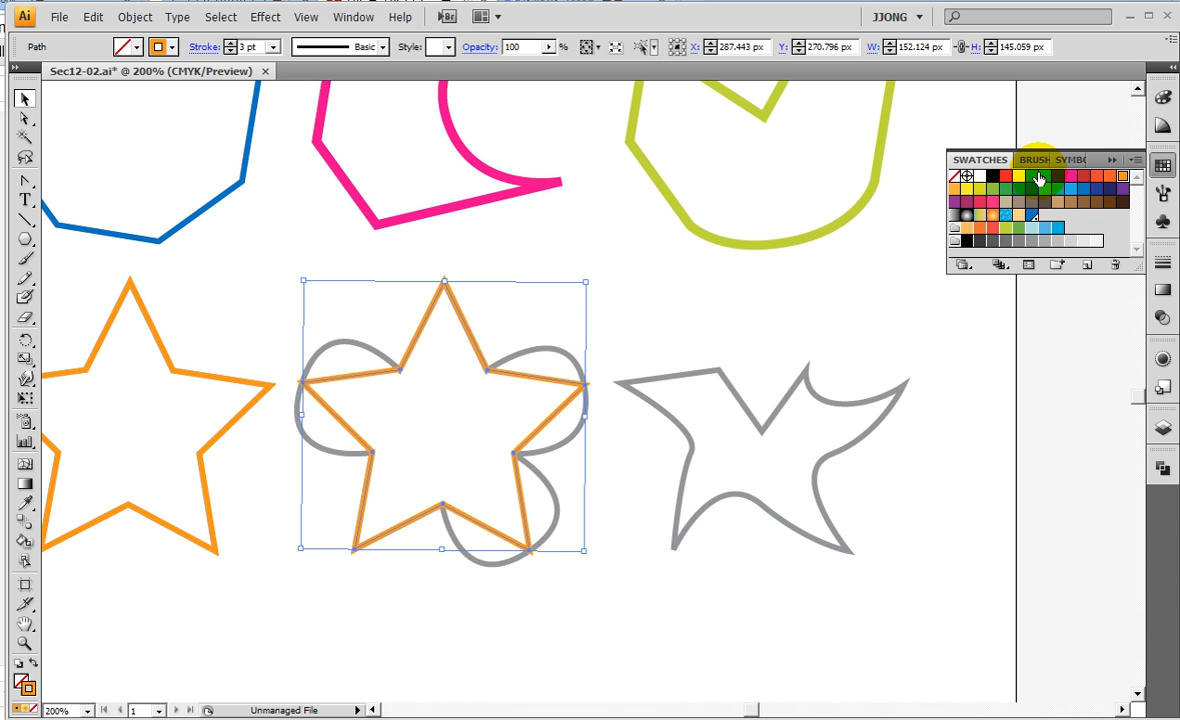 Ai File Edit Object Type Select Effect View Window Help Br JJONG
Path Stroke: 3 pt Basic Style: Opacity: 100 % X: 287.443 px Y: 270.796 px W: 152.124 px H: 145.059 px
Sec12-02.ai* @ 200% (CMYK/Preview)
SWATCHES BRUSH SYMBO
T
200% 1 Unmanaged File